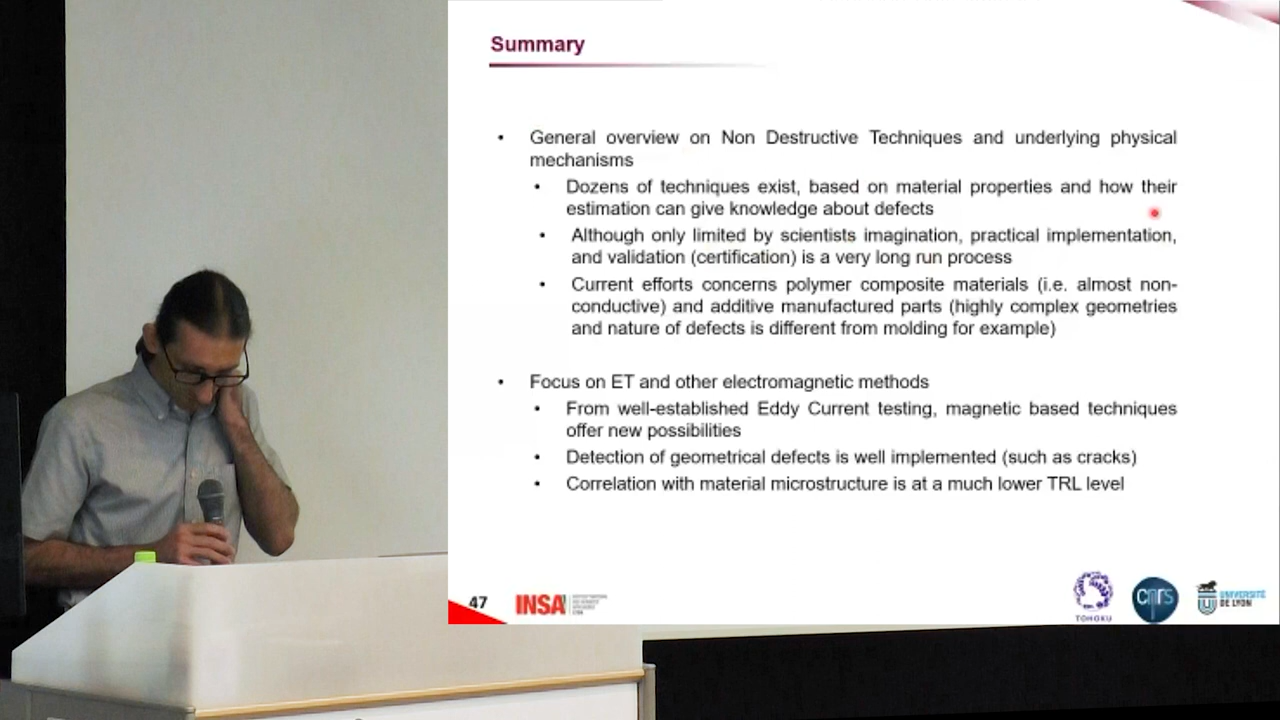 Summary
• General overview on Non Destructive Techniques and underlying physical
mechanisms
• Dozens of techniques exist, based on material properties and how their
estimation can give knowledge about defects
• Although only limited by scientists imagination, practical implementation,
and validation (certification) is a very long run process
• Current efforts concerns polymer composite materials (i.e. almost non-
conductive) and additive manufactured parts (highly complex geometries
and nature of defects is different from molding for example)
• Focus on ET and other electromagnetic methods
• From well-established Eddy Current testing, magnetic based techniques
offer new possibilities
• Detection of geometrical defects is well implemented (such as cracks)
• Correlation with material microstructure is at a much lower TRL level
47
INSA
TOHOKU
cnrs
UNIVERSITÉ
DE LYON